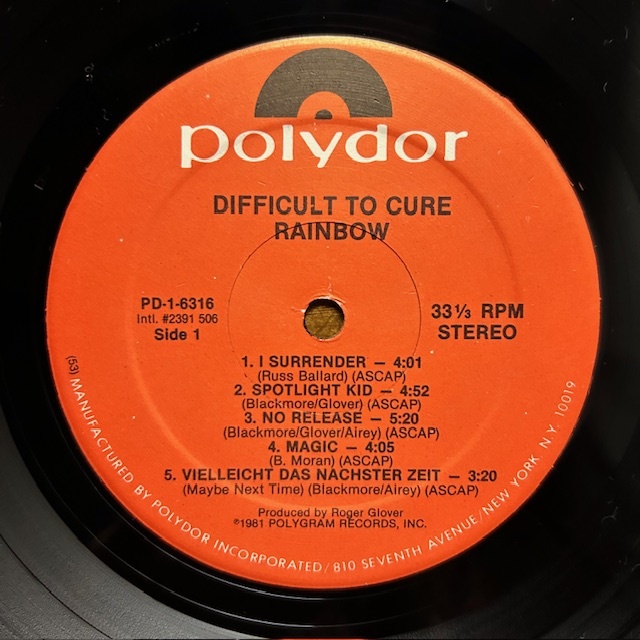 polydor
DIFFICULT TO CURE
RAINBOW
PD-1-6316
Intl. #2391 506
Side 1
33⅓ RPM
STEREO
1. I SURRENDER — 4:01
(Russ Ballard) (ASCAP)
2. SPOTLIGHT KID — 4:52
(Blackmore/Glover) (ASCAP)
3. NO RELEASE — 5:20
(Blackmore/Glover/Airey) (ASCAP)
4. MAGIC — 4:05
(B. Moran) (ASCAP)
5. VIELLEICHT DAS NACHSTER ZEIT — 3:20
(Maybe Next Time) (Blackmore/Airey) (ASCAP)
Produced by Roger Glover
℗1981 POLYGRAM RECORDS, INC.
(53) MANUFACTURED BY POLYDOR INCORPORATED/810 SEVENTH AVENUE/NEW YORK N.Y. 10019